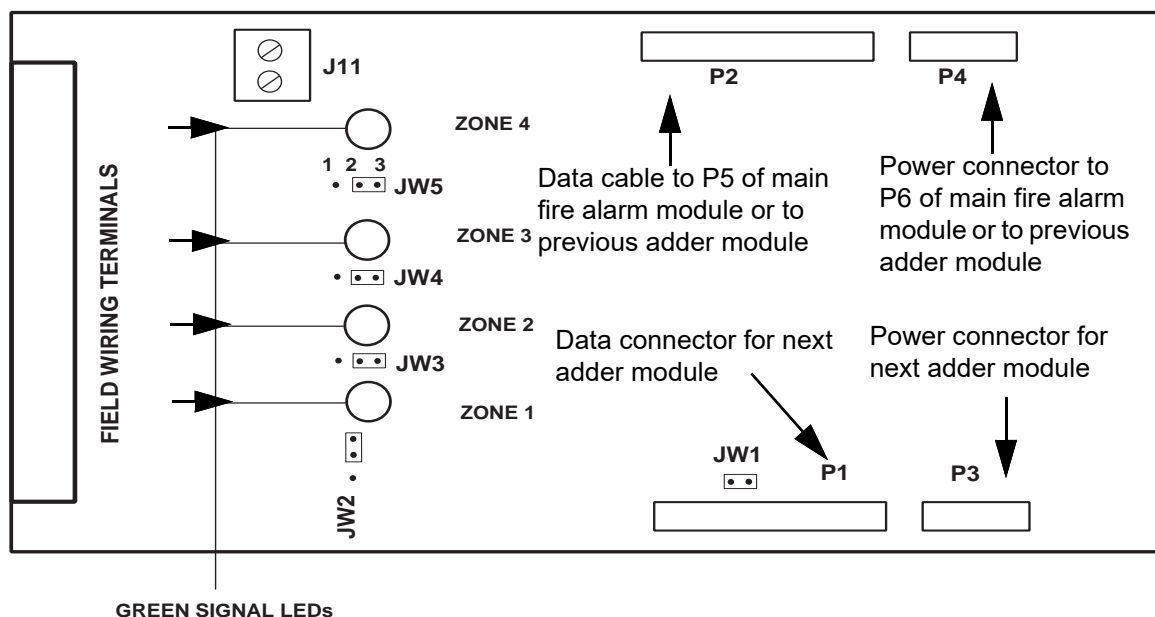 J11
P2
P4
ZONE 4
1 2 3
JW5
Data cable to P5 of main
fire alarm module or to
previous adder module
Power connector to
P6 of main fire alarm
module or to previous
adder module
FIELD WIRING TERMINALS
ZONE 3
JW4
ZONE 2
JW3
Data connector for next
adder module
Power connector for
next adder module
ZONE 1
JW2
JW1
P1
P3
GREEN SIGNAL LEDs